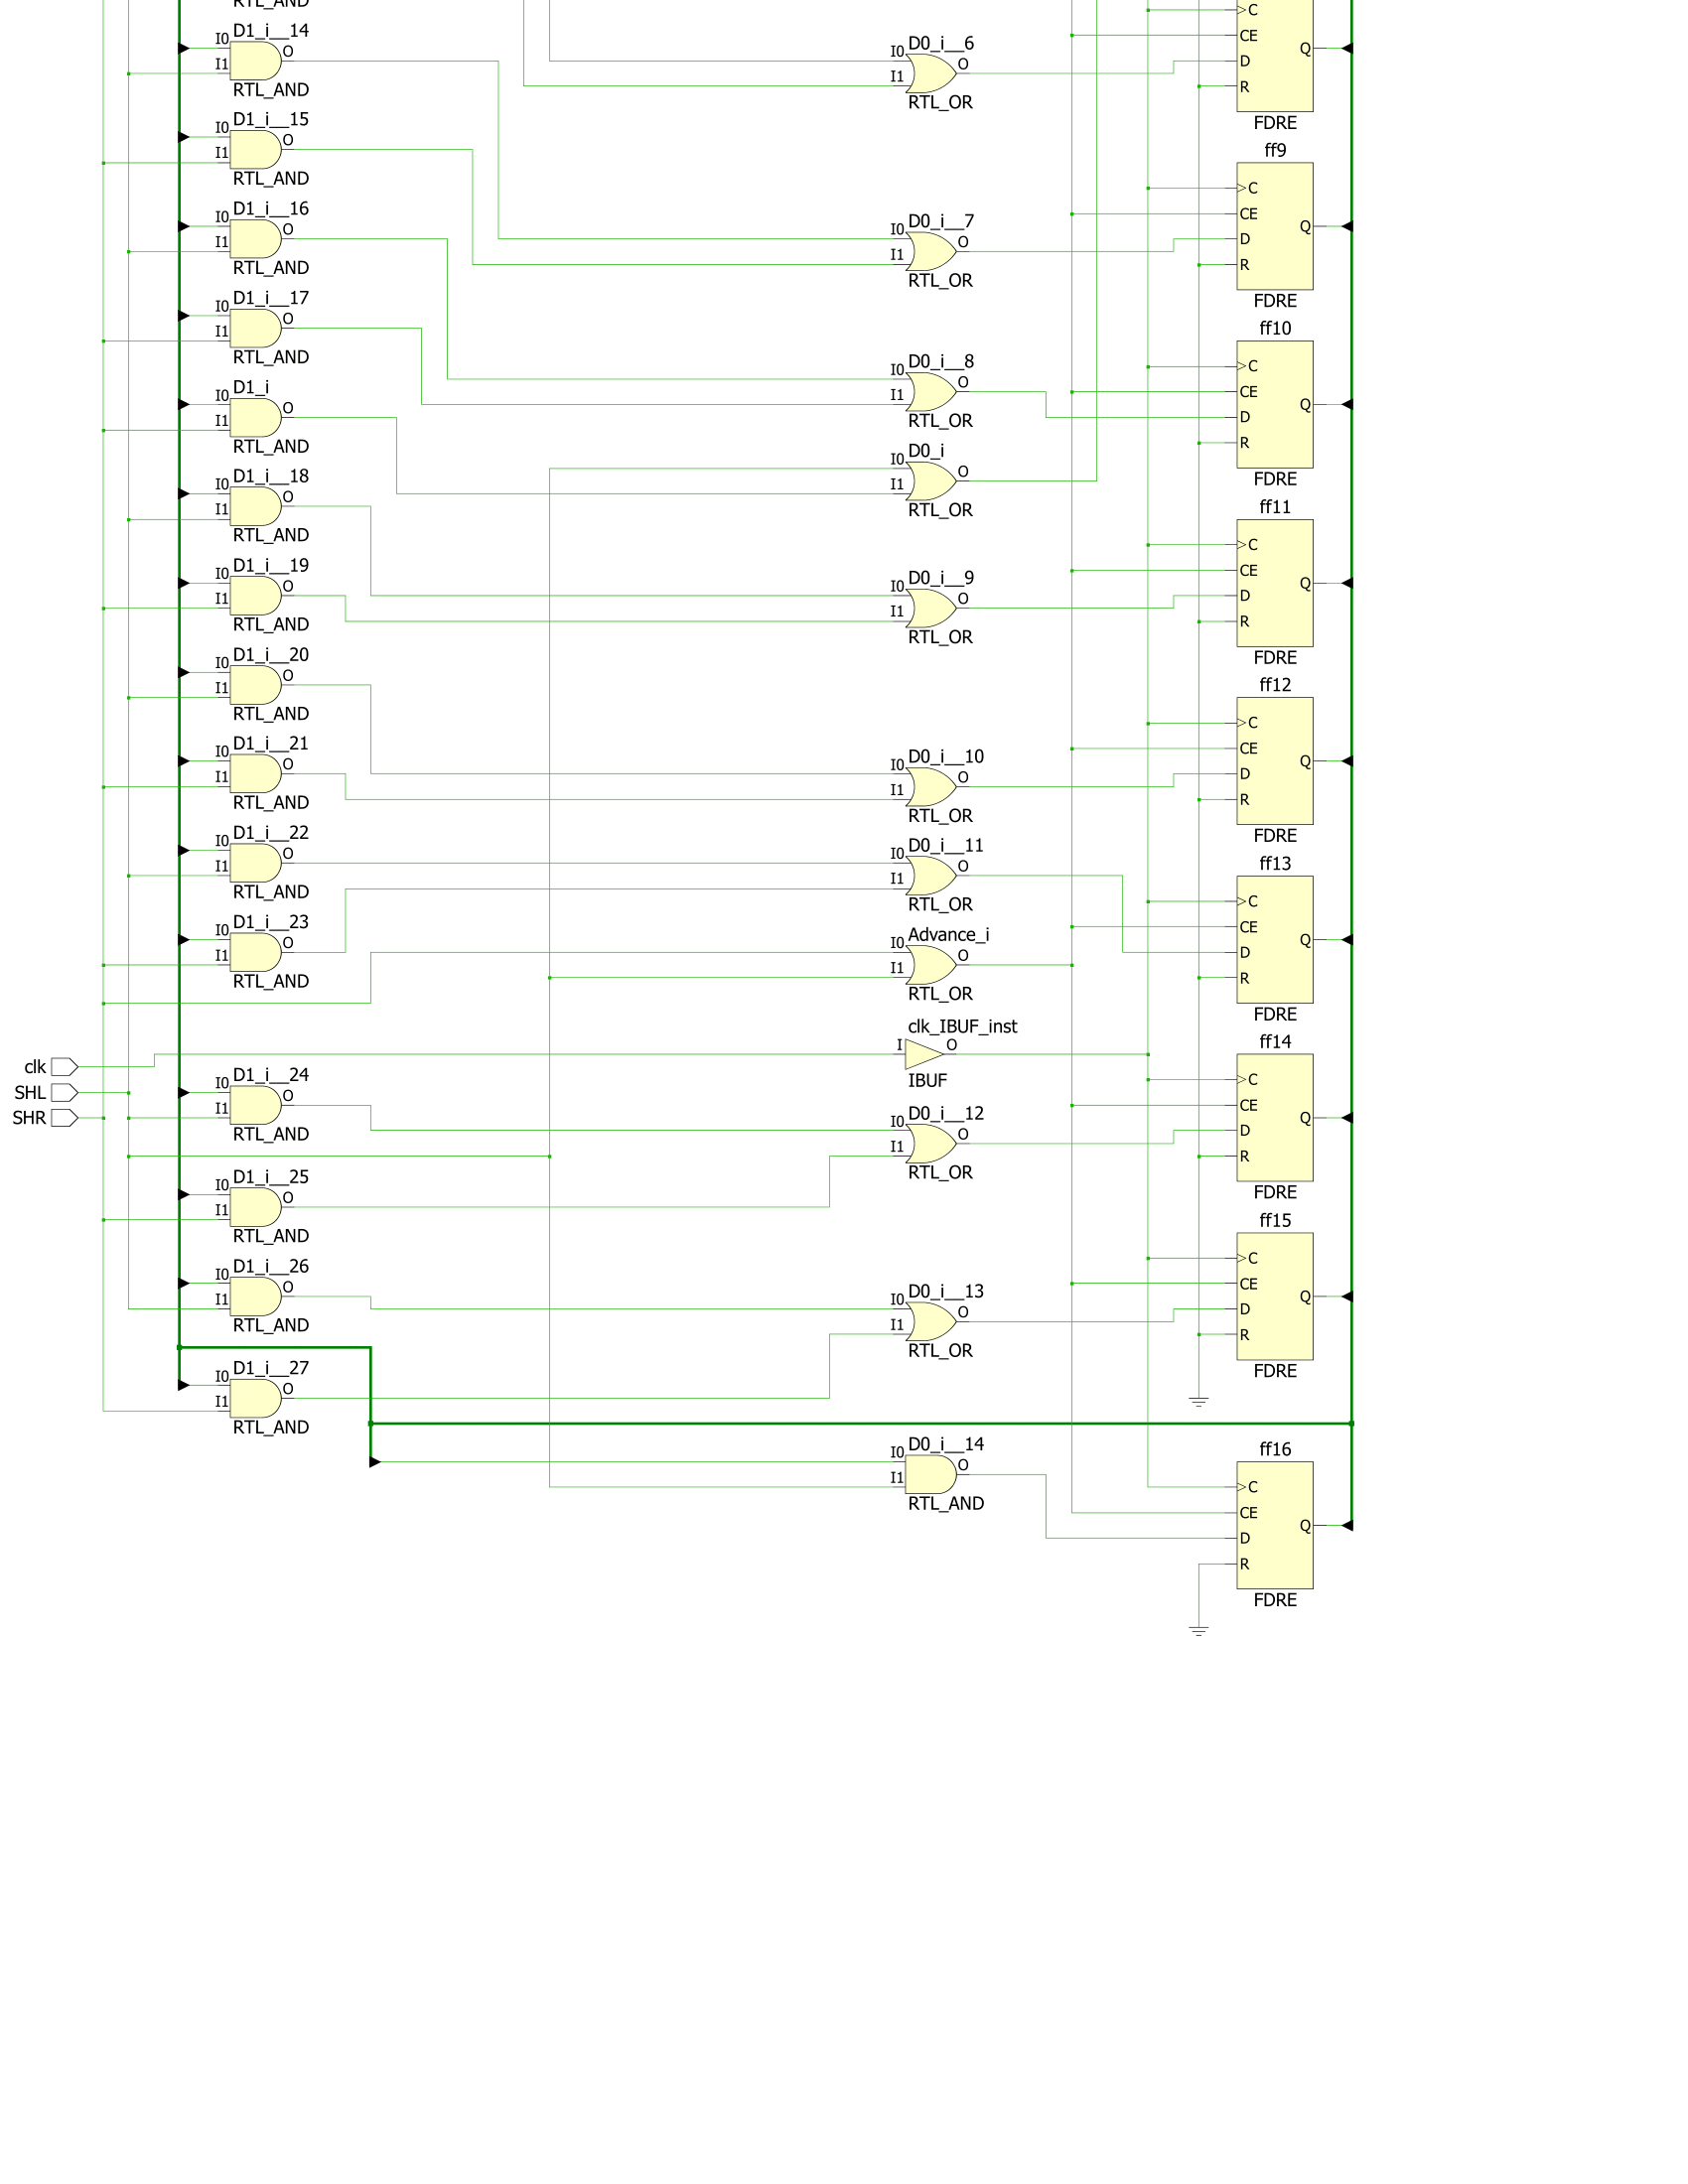 RTL_AND
D1_i__14
I0
I1
O
RTL_AND
D1_i__15
I0
I1
O
RTL_AND
D1_i__16
I0
I1
O
RTL_AND
D1_i__17
I0
I1
O
RTL_AND
D1_i
I0
I1
O
RTL_AND
D1_i__18
I0
I1
O
RTL_AND
D1_i__19
I0
I1
O
RTL_AND
D1_i__20
I0
I1
O
RTL_AND
D1_i__21
I0
I1
O
RTL_AND
D1_i__22
I0
I1
O
RTL_AND
D1_i__23
I0
I1
O
RTL_AND
clk
SHL
SHR
D1_i__24
I0
I1
O
RTL_AND
D1_i__25
I0
I1
O
RTL_AND
D1_i__26
I0
I1
O
RTL_AND
D1_i__27
I0
I1
O
RTL_AND
D0_i__6
I0
I1
O
RTL_OR
D0_i__7
I0
I1
O
RTL_OR
D0_i__8
I0
I1
O
RTL_OR
D0_i
I0
I1
O
RTL_OR
D0_i__9
I0
I1
O
RTL_OR
D0_i__10
I0
I1
O
RTL_OR
D0_i__11
I0
I1
O
RTL_OR
Advance_i
I0
I1
O
RTL_OR
clk_IBUF_inst
I
O
IBUF
D0_i__12
I0
I1
O
RTL_OR
D0_i__13
I0
I1
O
RTL_OR
D0_i__14
I0
I1
O
RTL_AND
C
CE
Q
D
R
FDRE
ff9
C
CE
Q
D
R
FDRE
ff10
C
CE
Q
D
R
FDRE
ff11
C
CE
Q
D
R
FDRE
ff12
C
CE
Q
D
R
FDRE
ff13
C
CE
Q
D
R
FDRE
ff14
C
CE
Q
D
R
FDRE
ff15
C
CE
Q
D
R
FDRE
ff16
C
CE
Q
D
R
FDRE